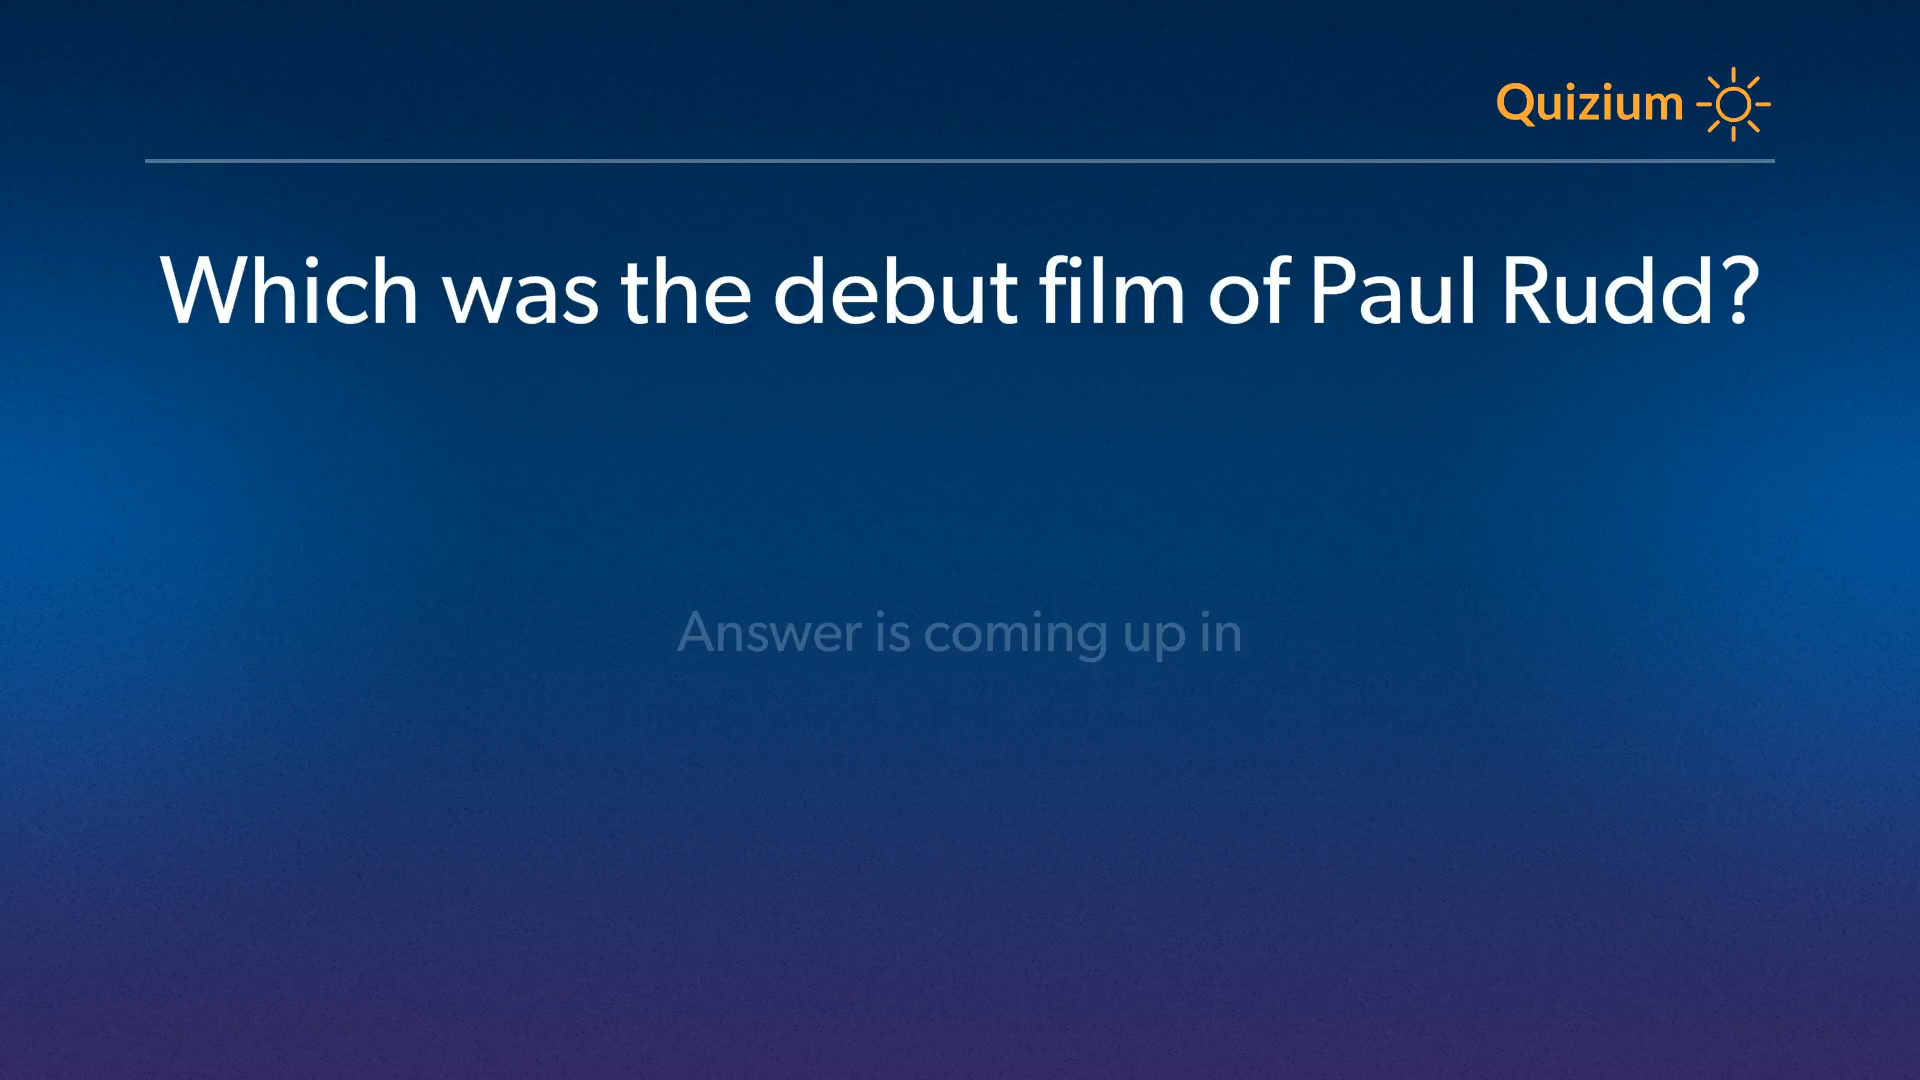 Quizium
Which was the debut film of Paul Rudd?
Answer is coming up in